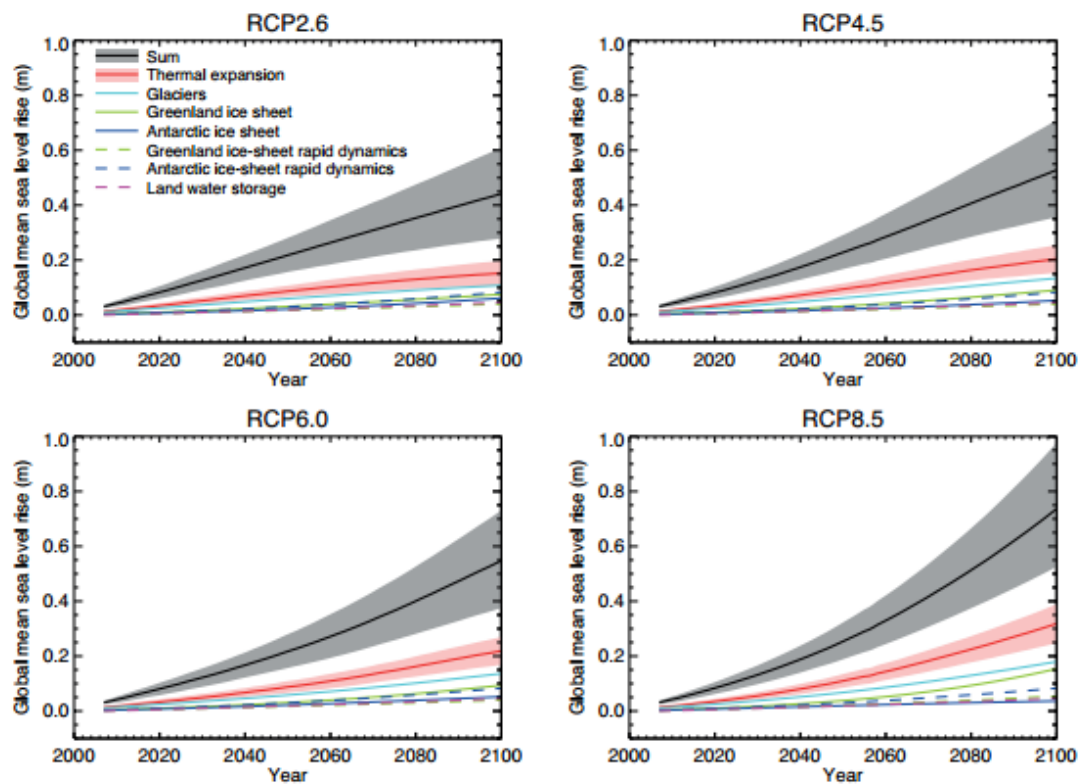 RCP2.6
Global mean sea level rise (m)
1.0
0.8
0.6
0.4
0.2
0.0
Sum
Thermal expansion
Glaciers
Greenland ice sheet
Antarctic ice sheet
Greenland ice-sheet rapid dynamics
Antarctic ice-sheet rapid dynamics
Land water storage
2000 2020 2040 2060 2080 2100
Year
RCP4.5
Global mean sea level rise (m)
1.0
0.8
0.6
0.4
0.2
0.0
2000 2020 2040 2060 2080 2100
Year
RCP6.0
Global mean sea level rise (m)
1.0
0.8
0.6
0.4
0.2
0.0
2000 2020 2040 2060 2080 2100
Year
RCP8.5
Global mean sea level rise (m)
1.0
0.8
0.6
0.4
0.2
0.0
2000 2020 2040 2060 2080 2100
Year